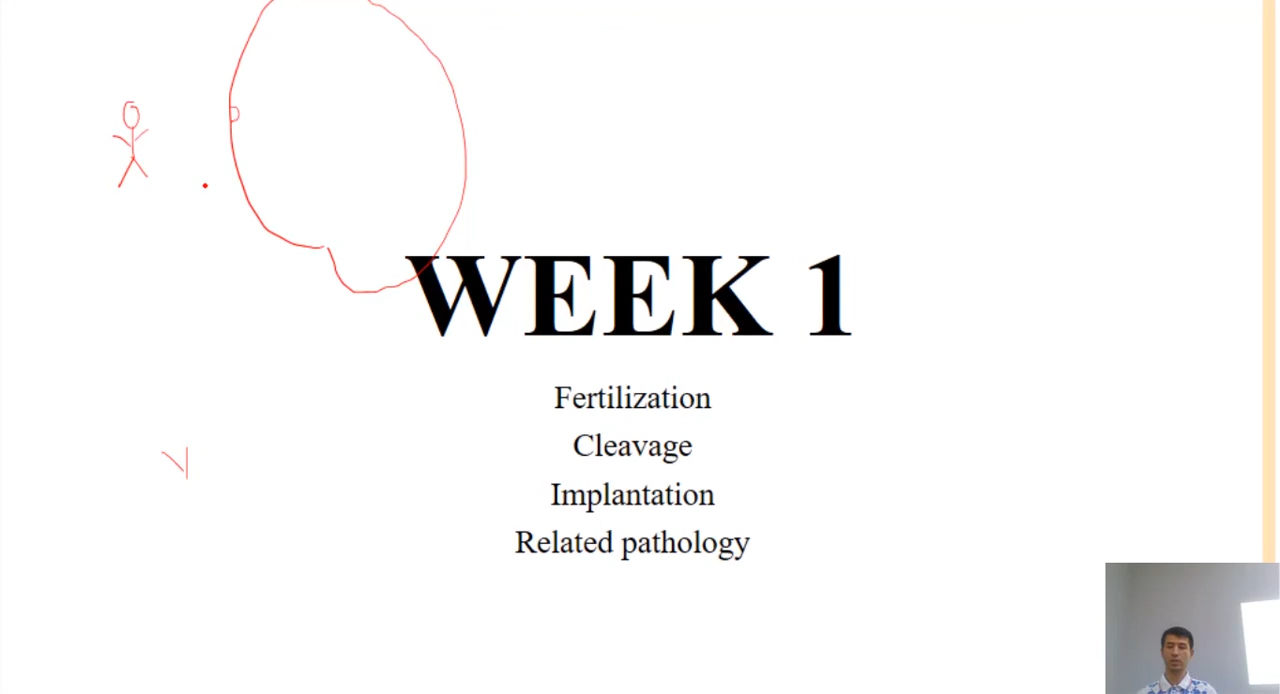 WEEK 1
Fertilization
Cleavage
Implantation
Related pathology